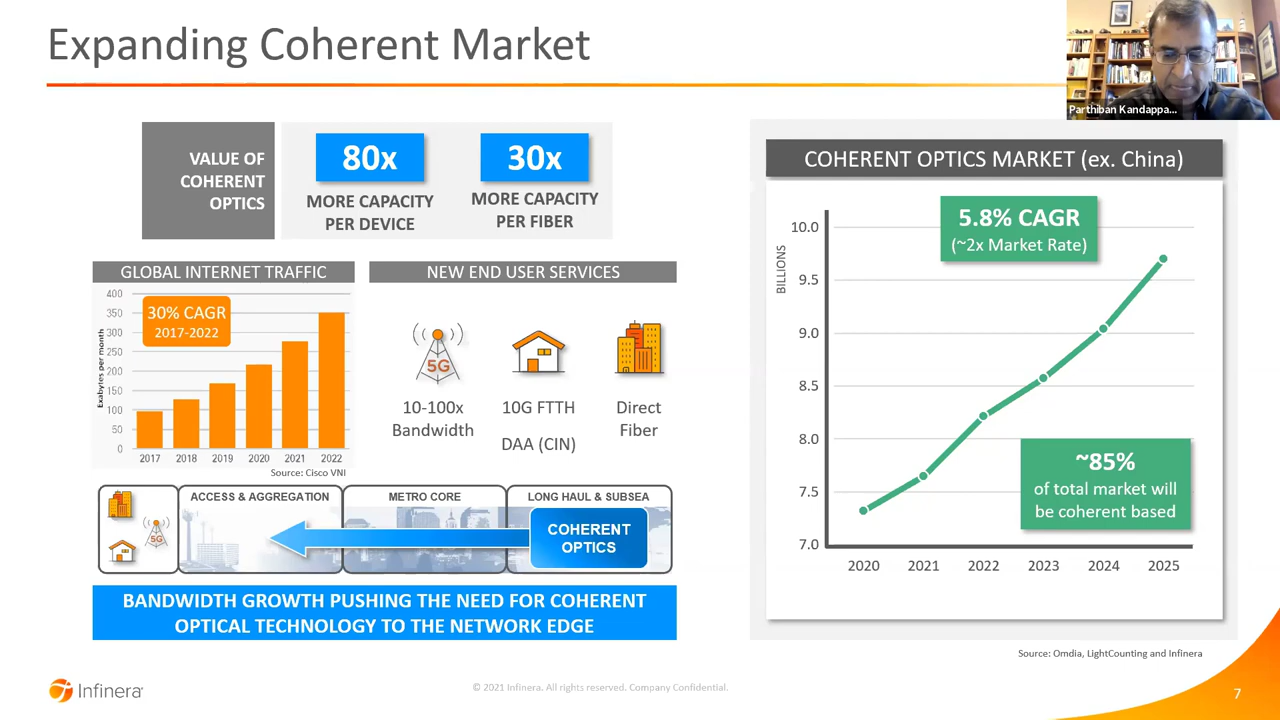 Expanding Coherent Market
Parthiban Kandappa...
VALUE OF
COHERENT
OPTICS
80x
MORE CAPACITY
PER DEVICE
30x
MORE CAPACITY
PER FIBER
GLOBAL INTERNET TRAFFIC
Exabytes per month
400
350
300
250
200
150
100
50
0
30% CAGR
2017-2022
2017 2018 2019 2020 2021 2022
Source: Cisco VNI
NEW END USER SERVICES
5G
10-100x
Bandwidth
10G FTTH
DAA (CIN)
Direct
Fiber
5G
ACCESS & AGGREGATION
METRO CORE
LONG HAUL & SUBSEA
COHERENT
OPTICS
BANDWIDTH GROWTH PUSHING THE NEED FOR COHERENT
OPTICAL TECHNOLOGY TO THE NETWORK EDGE
COHERENT OPTICS MARKET (ex. China)
BILLIONS
10.0
9.5
9.0
8.5
8.0
7.5
7.0
5.8% CAGR
(~2x Market Rate)
~85%
of total market will
be coherent based
2020 2021 2022 2023 2024 2025
Source: Omdia, LightCounting and Infinera
Infinera
© 2021 Infinera. All rights reserved. Company Confidential.
7